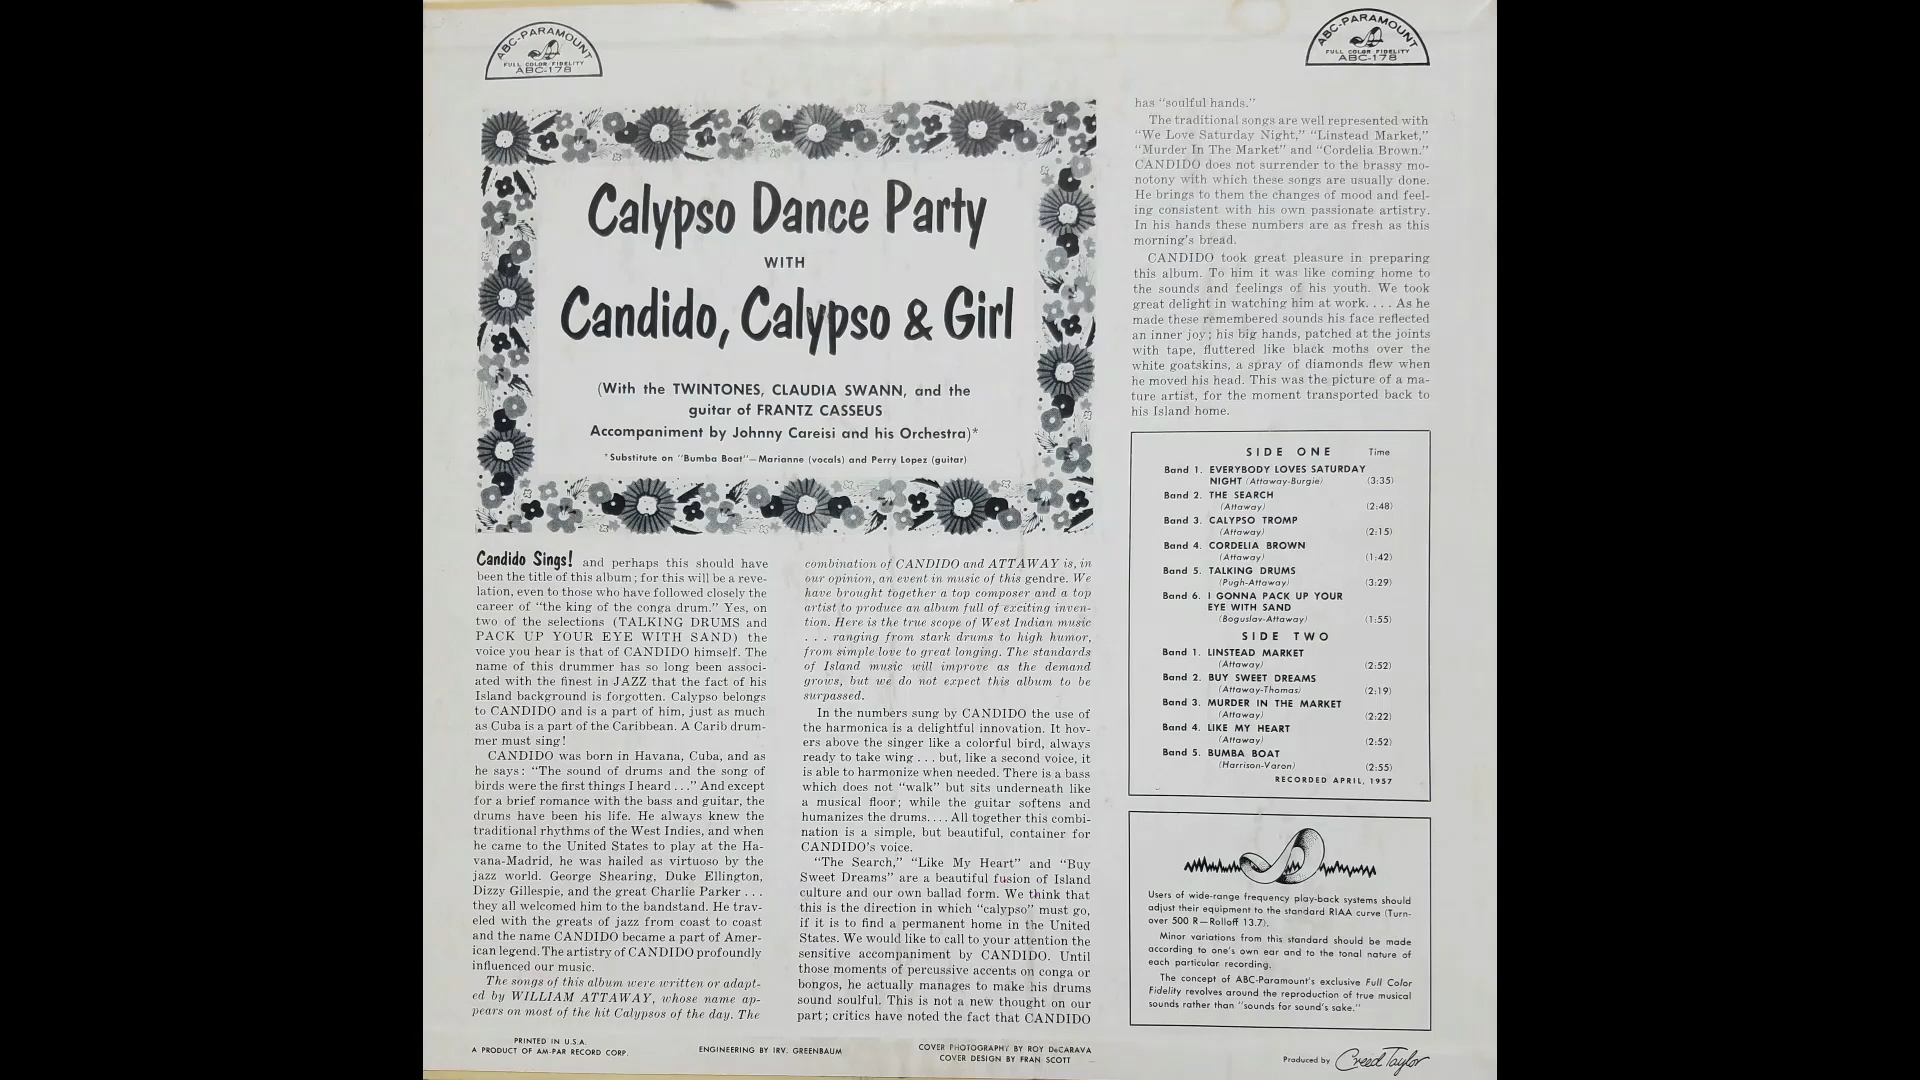 ABC-PARAMOUNT
FULL COLOR FIDELITY
ABC-178
ABC-PARAMOUNT
FULL COLOR FIDELITY
ABC-178
Calypso Dance Party
WITH
Candido, Calypso & Girl
(With the TWINTONES, CLAUDIA SWANN, and the
guitar of FRANTZ CASSEUS
Accompaniment by Johnny Careisi and his Orchestra)*
*Substitute on "Bumba Boat"—Marianne (vocals) and Perry Lopez (guitar)
Candido Sings! and perhaps this should have
been the title of this album; for this will be a reve-
lation, even to those who have followed closely the
career of "the king of the conga drum." Yes, on
two of the selections (TALKING DRUMS and
PACK UP YOUR EYE WITH SAND) the
voice you hear is that of CANDIDO himself. The
name of this drummer has so long been associ-
ated with the finest in JAZZ that the fact of his
Island background is forgotten. Calypso belongs
to CANDIDO and is a part of him, just as much
as Cuba is a part of the Caribbean. A Carib drum-
mer must sing!
CANDIDO was born in Havana, Cuba, and as
he says: "The sound of drums and the song of
birds were the first things I heard . . ." And except
for a brief romance with the bass and guitar, the
drums have been his life. He always knew the
traditional rhythms of the West Indies, and when
he came to the United States to play at the Ha-
vana-Madrid, he was hailed as virtuoso by the
jazz world. George Shearing, Duke Ellington,
Dizzy Gillespie, and the great Charlie Parker . . .
they all welcomed him to the bandstand. He trav-
eled with the greats of jazz from coast to coast
and the name CANDIDO became a part of Amer-
ican legend. The artistry of CANDIDO profoundly
influenced our music.
The songs of this album were written or adapt-
ed by WILLIAM ATTAWAY, whose name ap-
pears on most of the hit Calypsos of the day. The
combination of CANDIDO and ATTAWAY is, in
our opinion, an event in music of this gendre. We
have brought together a top composer and a top
artist to produce an album full of exciting inven-
tion. Here is the true scope of West Indian music
. . . ranging from stark drums to high humor,
from simple love to great longing. The standards
of Island music will improve as the demand
grows, but we do not expect this album to be
surpassed.
In the numbers sung by CANDIDO the use of
the harmonica is a delightful innovation. It hov-
ers above the singer like a colorful bird, always
ready to take wing . . . but, like a second voice, it
is able to harmonize when needed. There is a bass
which does not "walk" but sits underneath like
a musical floor; while the guitar softens and
humanizes the drums. . . . All together this combi-
nation is a simple, but beautiful, container for
CANDIDO's voice.
"The Search," "Like My Heart" and "Buy
Sweet Dreams" are a beautiful fusion of Island
culture and our own ballad form. We think that
this is the direction in which "calypso" must go,
if it is to find a permanent home in the United
States. We would like to call to your attention the
sensitive accompaniment by CANDIDO. Until
those moments of percussive accents on conga or
bongos, he actually manages to make his drums
sound soulful. This is not a new thought on our
part; critics have noted the fact that CANDIDO
has "soulful hands."
The traditional songs are well represented with
"We Love Saturday Night," "Linstead Market,"
"Murder In The Market" and "Cordelia Brown."
CANDIDO does not surrender to the brassy mo-
notony with which these songs are usually done.
He brings to them the changes of mood and feel-
ing consistent with his own passionate artistry.
In his hands these numbers are as fresh as this
morning's bread.
CANDIDO took great pleasure in preparing
this album. To him it was like coming home to
the sounds and feelings of his youth. We took
great delight in watching him at work. . . . As he
made these remembered sounds his face reflected
an inner joy; his big hands, patched at the joints
with tape, fluttered like black moths over the
white goatskins, a spray of diamonds flew when
he moved his head. This was the picture of a ma-
ture artist, for the moment transported back to
his Island home.
SIDE ONE Time
Band 1. EVERYBODY LOVES SATURDAY
NIGHT (Attaway-Burgie) (3:35)
Band 2. THE SEARCH
(Attaway) (2:48)
Band 3. CALYPSO TROMP
(Attaway) (2:15)
Band 4. CORDELIA BROWN
(Attaway) (1:42)
Band 5. TALKING DRUMS
(Pugh-Attaway) (3:29)
Band 6. I GONNA PACK UP YOUR
EYE WITH SAND
(Boguslav-Attaway) (1:55)
SIDE TWO
Band 1. LINSTEAD MARKET
(Attaway) (2:52)
Band 2. BUY SWEET DREAMS
(Attaway-Thomas) (2:19)
Band 3. MURDER IN THE MARKET
(Attaway) (2:22)
Band 4. LIKE MY HEART
(Attaway) (2:52)
Band 5. BUMBA BOAT
(Harrison-Varon) (2:55)
RECORDED APRIL, 1957
Users of wide-range frequency play-back systems should
adjust their equipment to the standard RIAA curve (Turn-
over 500 R—Rolloff 13.7).
Minor variations from this standard should be made
according to one's own ear and to the tonal nature of
each particular recording.
The concept of ABC-Paramount's exclusive Full Color
Fidelity revolves around the reproduction of true musical
sounds rather than "sounds for sound's sake."
PRINTED IN U.S.A.
A PRODUCT OF AM-PAR RECORD CORP.
ENGINEERING BY IRV. GREENBAUM
COVER PHOTOGRAPHY BY ROY DeCARAVA
COVER DESIGN BY FRAN SCOTT
Produced by Creed Taylor